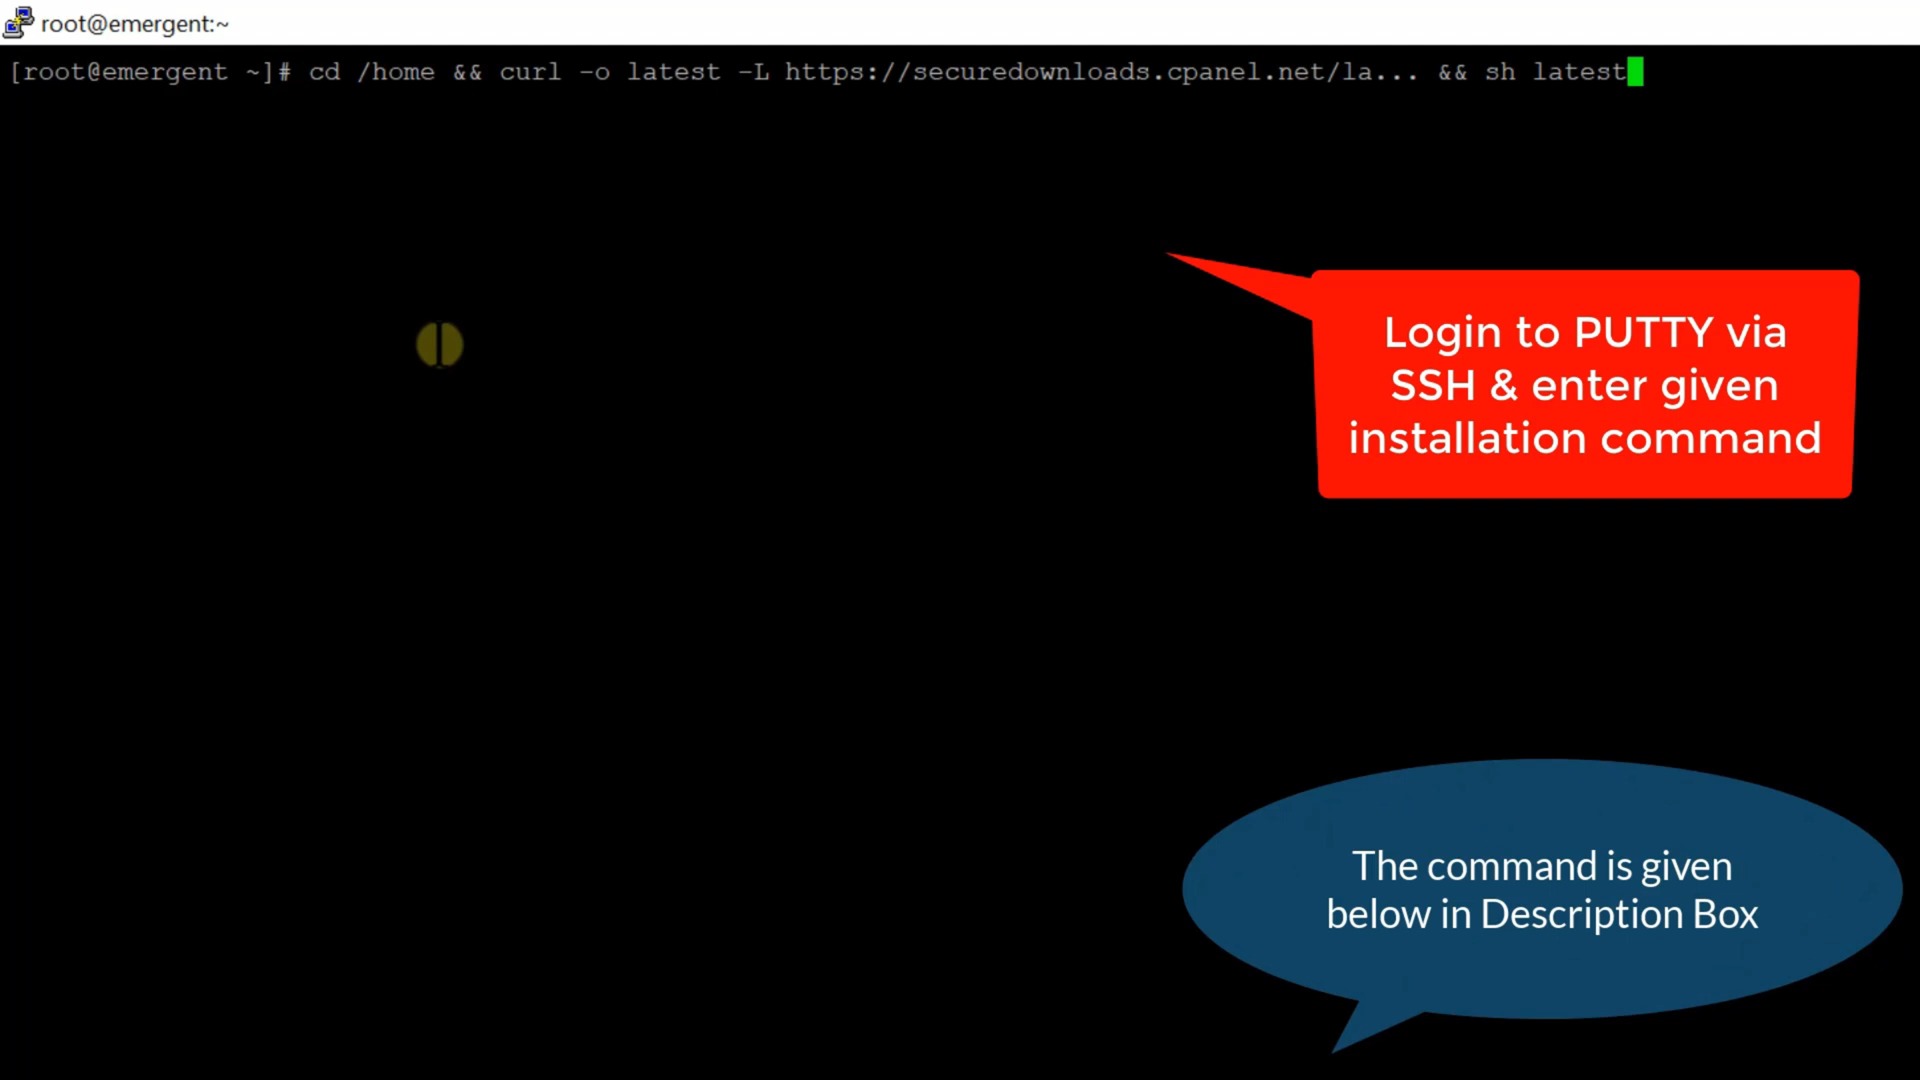 root@emergent:~
[root@emergent ~]# cd /home && curl -o latest -L https://securedownloads.cpanel.net/la... && sh latest
Login to PUTTY via
SSH & enter given
installation command
The command is given
below in Description Box